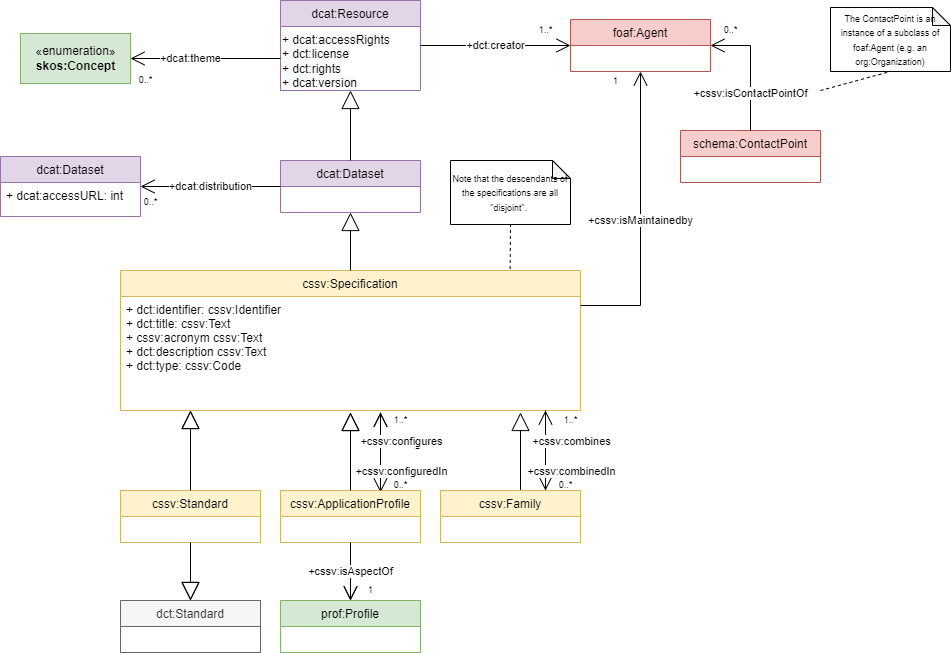 dcat:Resource
+ dcat:accessRights
+ dct:license
+ dct:rights
+ dcat:version
«enumeration»
skos:Concept
+dcat:theme
0..*
+dct:creator
1..*
foaf:Agent
0..*
1
The ContactPoint is an
instance of a subclass of
foaf:Agent (e.g. an
org:Organization)
+cssv:isContactPointOf
schema:ContactPoint
dcat:Dataset
+ dcat:accessURL: int
+dcat:distribution
0..*
dcat:Dataset
Note that the descendants of
the specifications are all
"disjoint".
+cssv:isMaintainedby
cssv:Specification
+ dct:identifier: cssv:Identifier
+ dct:title: cssv:Text
+ cssv:acronym cssv:Text
+ dct:description cssv:Text
+ dct:type: cssv:Code
1..*
+cssv:configures
+cssv:configuredIn
0..*
1..*
+cssv:combines
+cssv:combinedIn
0..*
cssv:Standard
cssv:ApplicationProfile
cssv:Family
+cssv:isAspectOf
1
dct:Standard
prof:Profile